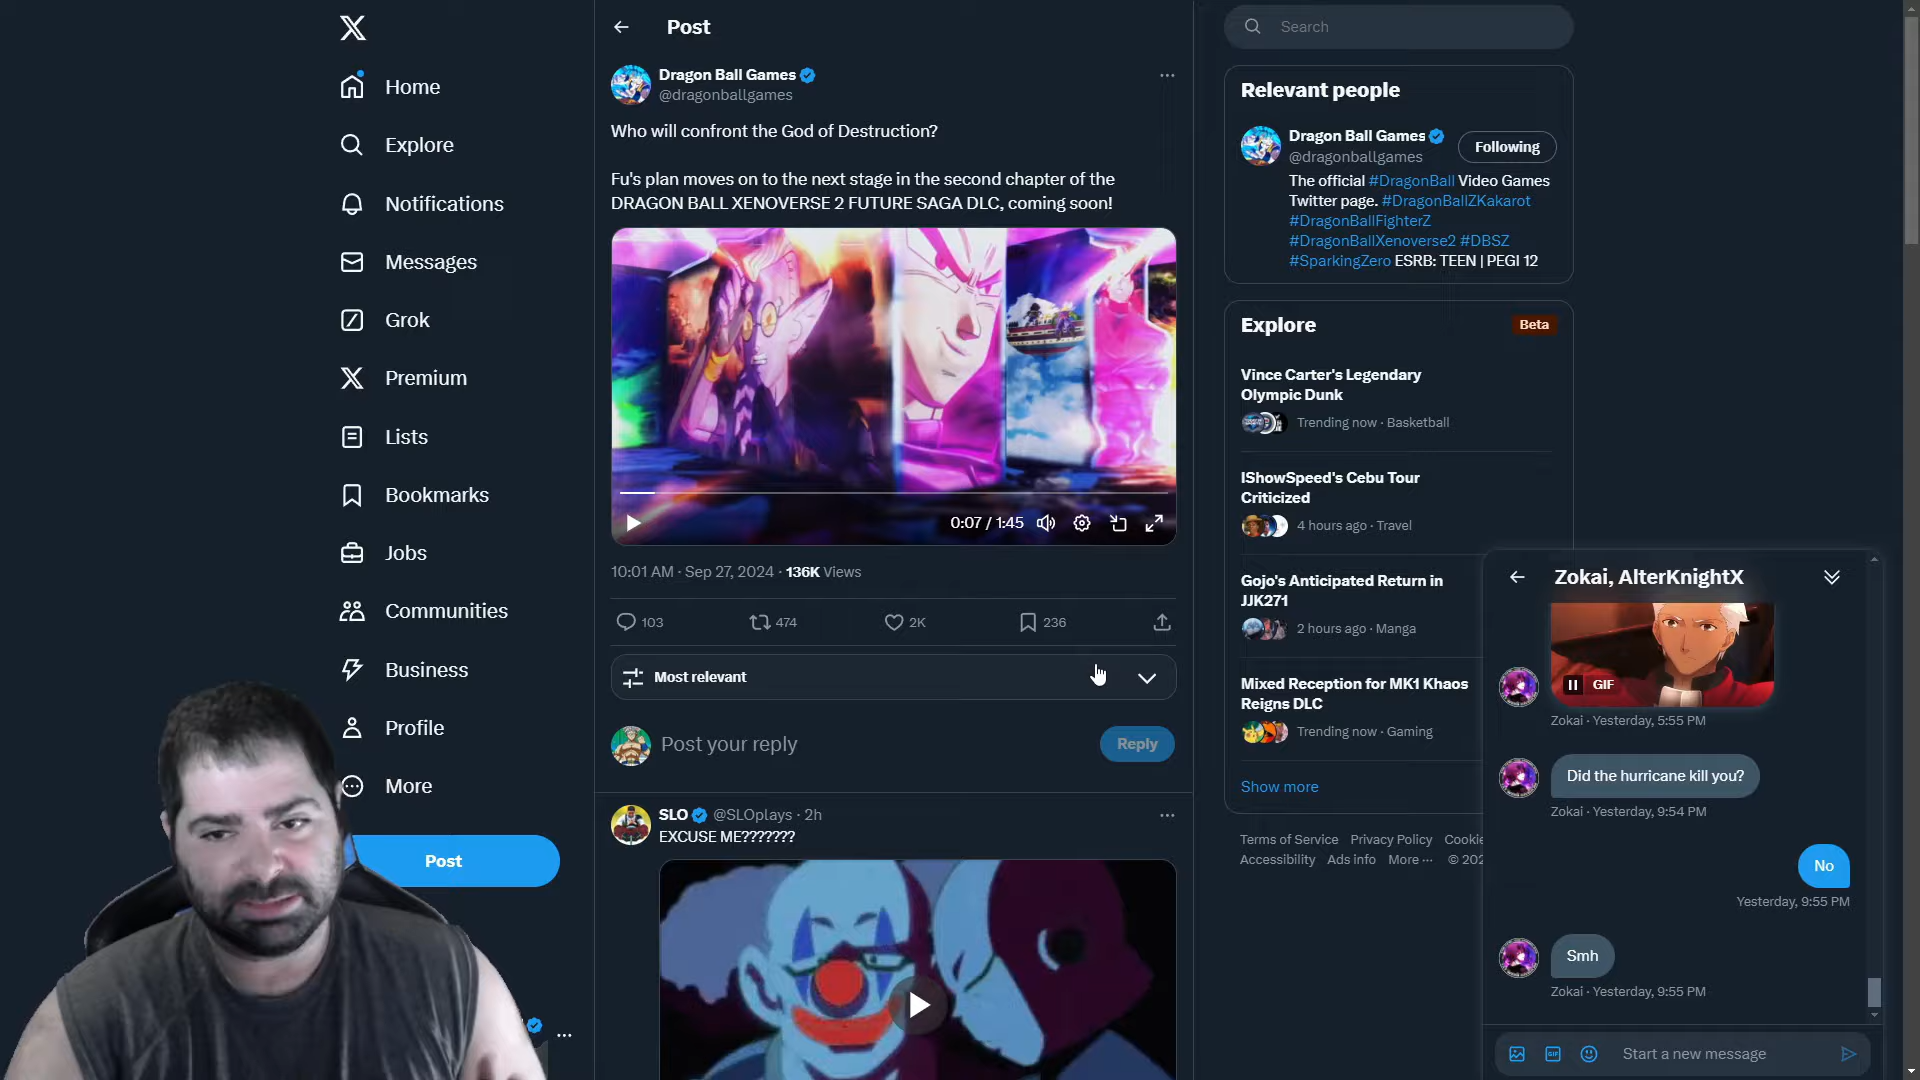 Home
Explore
Notifications
Messages
Grok
Premium
Lists
Bookmarks
Jobs
Communities
Business
Profile
More
Post
Post
Dragon Ball Games
@dragonballgames
Who will confront the God of Destruction?
Fu's plan moves on to the next stage in the second chapter of the
DRAGON BALL XENOVERSE 2 FUTURE SAGA DLC, coming soon!
0:07 / 1:45
10:01 AM · Sep 27, 2024 · 136K Views
103
474
2K
236
Most relevant
Post your reply
Reply
SLO @SLOplays · 2h
EXCUSE ME???????
Search
Relevant people
Dragon Ball Games
@dragonballgames
Following
The official #DragonBall Video Games
Twitter page. #DragonBallZKakarot
#DragonBallFighterZ
#DragonBallXenoverse2 #DBSZ
#SparkingZero ESRB: TEEN | PEGI 12
Explore
Beta
Vince Carter's Legendary
Olympic Dunk
Trending now · Basketball
IShowSpeed's Cebu Tour
Criticized
4 hours ago · Travel
Gojo's Anticipated Return in
JJK271
2 hours ago · Manga
Mixed Reception for MK1 Khaos
Reigns DLC
Trending now · Gaming
Show more
Terms of Service Privacy Policy Cookie
Accessibility Ads info More ··· © 202
Zokai, AlterKnightX
GIF
Zokai · Yesterday, 5:55 PM
Did the hurricane kill you?
Zokai · Yesterday, 9:54 PM
No
Yesterday, 9:55 PM
Smh
Zokai · Yesterday, 9:55 PM
GIF
Start a new message